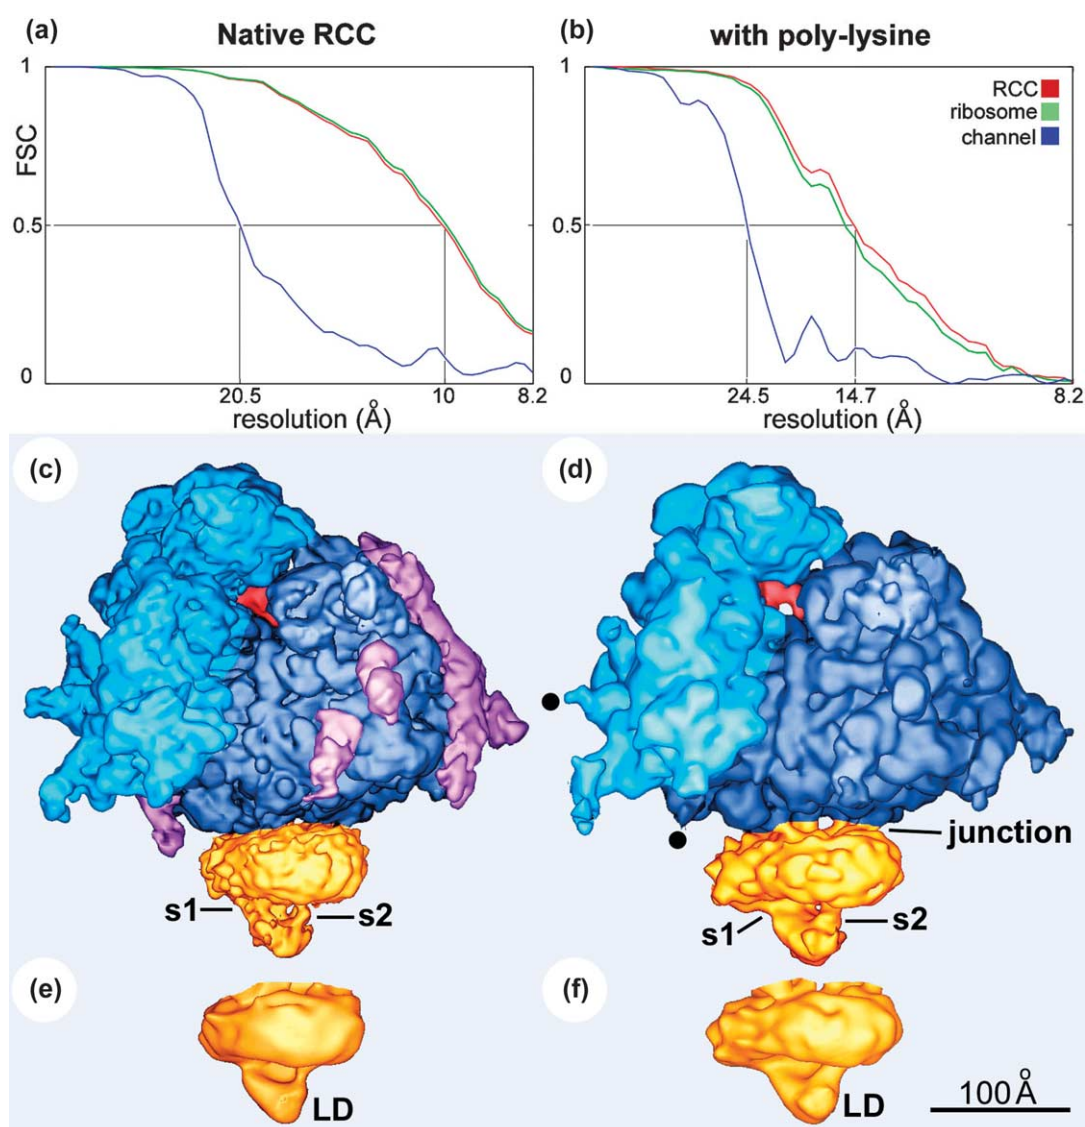 (a) Native RCC
(b) with poly-lysine
1
FSC
0.5
0
20.5 10 8.2
resolution (Å)
1
RCC
ribosome
channel
0.5
0
24.5 14.7 8.2
resolution (Å)
(c)
s1
s2
(d)
junction
s1
s2
(e)
LD
(f)
LD
100 Å